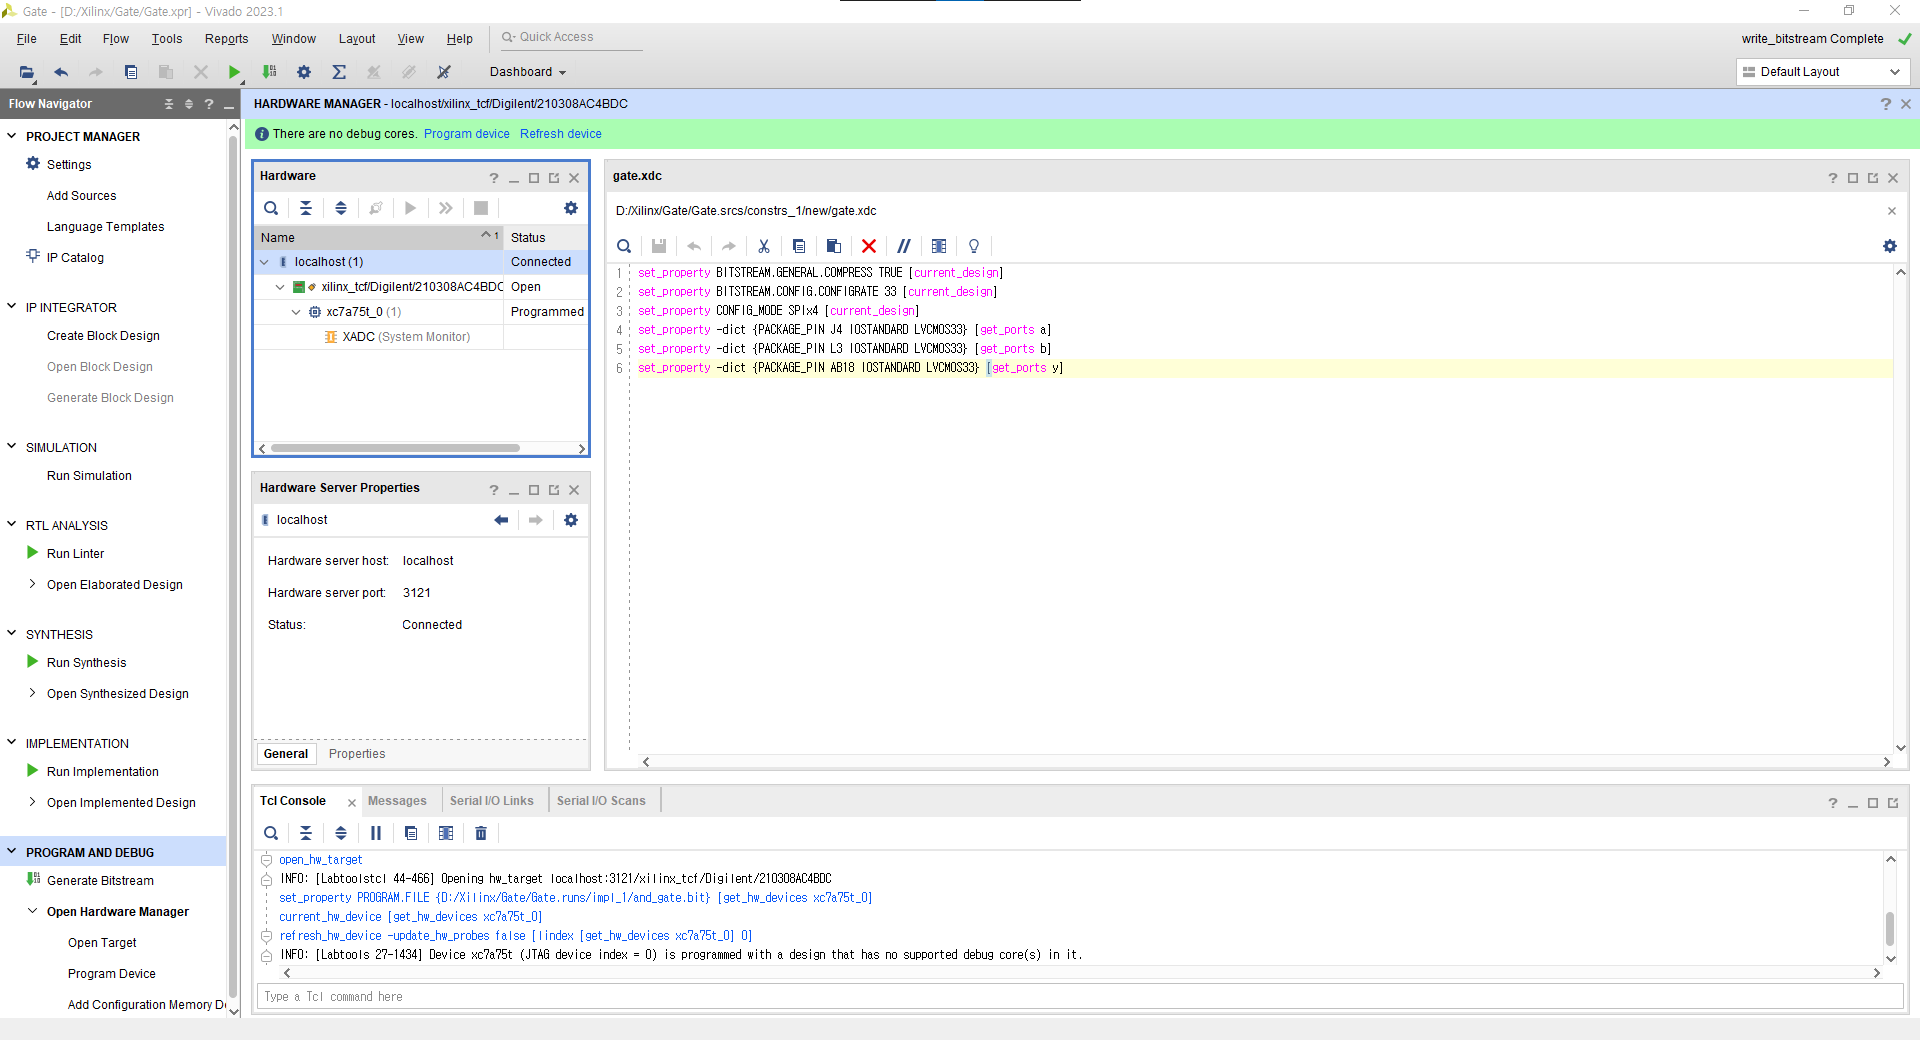 Gate - [D:/Xilinx/Gate/Gate.xpr] - Vivado 2023.1
File Edit Flow Tools Reports Window Layout View Help Quick Access
write_bitstream Complete
Dashboard
Default Layout
Flow Navigator
PROJECT MANAGER
Settings
Add Sources
Language Templates
IP Catalog
IP INTEGRATOR
Create Block Design
Open Block Design
Generate Block Design
SIMULATION
Run Simulation
RTL ANALYSIS
Run Linter
Open Elaborated Design
SYNTHESIS
Run Synthesis
Open Synthesized Design
IMPLEMENTATION
Run Implementation
Open Implemented Design
PROGRAM AND DEBUG
Generate Bitstream
Open Hardware Manager
Open Target
Program Device
Add Configuration Memory De
HARDWARE MANAGER - localhost/xilinx_tcf/Digilent/210308AC4BDC
There are no debug cores. Program device Refresh device
Hardware
Name 1 Status
localhost (1) Connected
xilinx_tcf/Digilent/210308AC4BDC Open
xc7a75t_0 (1) Programmed
XADC (System Monitor)
Hardware Server Properties
localhost
Hardware server host: localhost
Hardware server port: 3121
Status: Connected
General Properties
gate.xdc
D:/Xilinx/Gate/Gate.srcs/constrs_1/new/gate.xdc
1 set_property BITSTREAM.GENERAL.COMPRESS TRUE [current_design]
2 set_property BITSTREAM.CONFIG.CONFIGRATE 33 [current_design]
3 set_property CONFIG_MODE SPIx4 [current_design]
4 set_property -dict {PACKAGE_PIN J4 IOSTANDARD LVCMOS33} [get_ports a]
5 set_property -dict {PACKAGE_PIN L3 IOSTANDARD LVCMOS33} [get_ports b]
6 set_property -dict {PACKAGE_PIN AB18 IOSTANDARD LVCMOS33} [get_ports y]
Tcl Console Messages Serial I/O Links Serial I/O Scans
open_hw_target
INFO: [Labtoolstcl 44-466] Opening hw_target localhost:3121/xilinx_tcf/Digilent/210308AC4BDC
set_property PROGRAM.FILE {D:/Xilinx/Gate/Gate.runs/impl_1/and_gate.bit} [get_hw_devices xc7a75t_0]
current_hw_device [get_hw_devices xc7a75t_0]
refresh_hw_device -update_hw_probes false [lindex [get_hw_devices xc7a75t_0] 0]
INFO: [Labtools 27-1434] Device xc7a75t (JTAG device index = 0) is programmed with a design that has no supported debug core(s) in it.
Type a Tcl command here